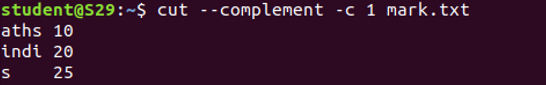 student@S29:~$ cut --complement -c 1 mark.txt
aths 10
indi 20
s    25